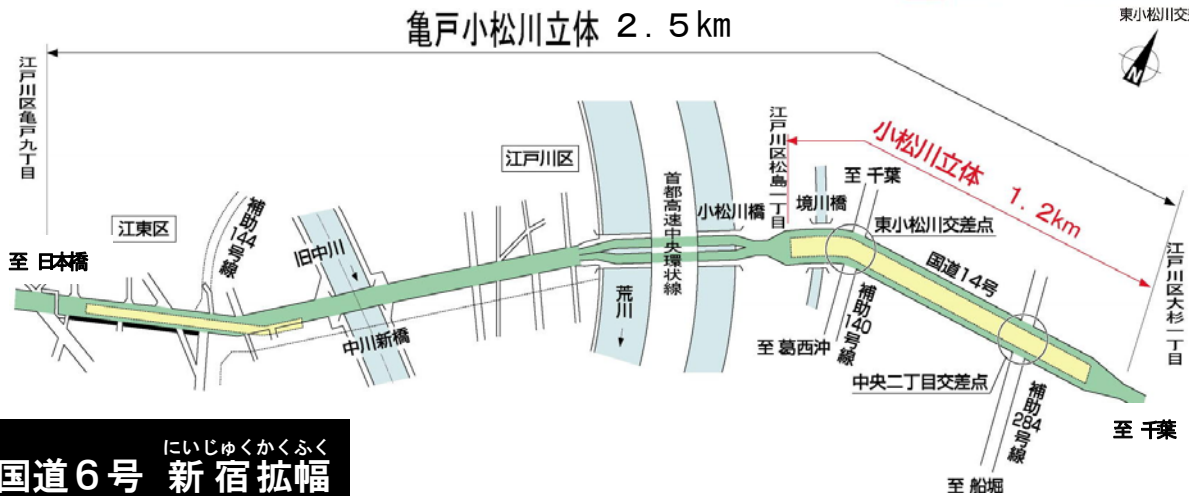 亀戸小松川立体 2.5km
東小松川交
N
江戸川区亀戸九丁目
江戸川区松島一丁目
小松川立体 1.2km
江戸川区大杉一丁目
江戸川区
江東区
至 日本橋
補助144号線
旧中川
中川新橋
荒川
首都高速中央環状線
小松川橋
境川橋
至 千葉
東小松川交差点
国道14号
補助140号線
至 葛西沖
中央二丁目交差点
補助284号線
至 船堀
至 千葉
にいじゅくかくふく
国道6号 新宿拡幅